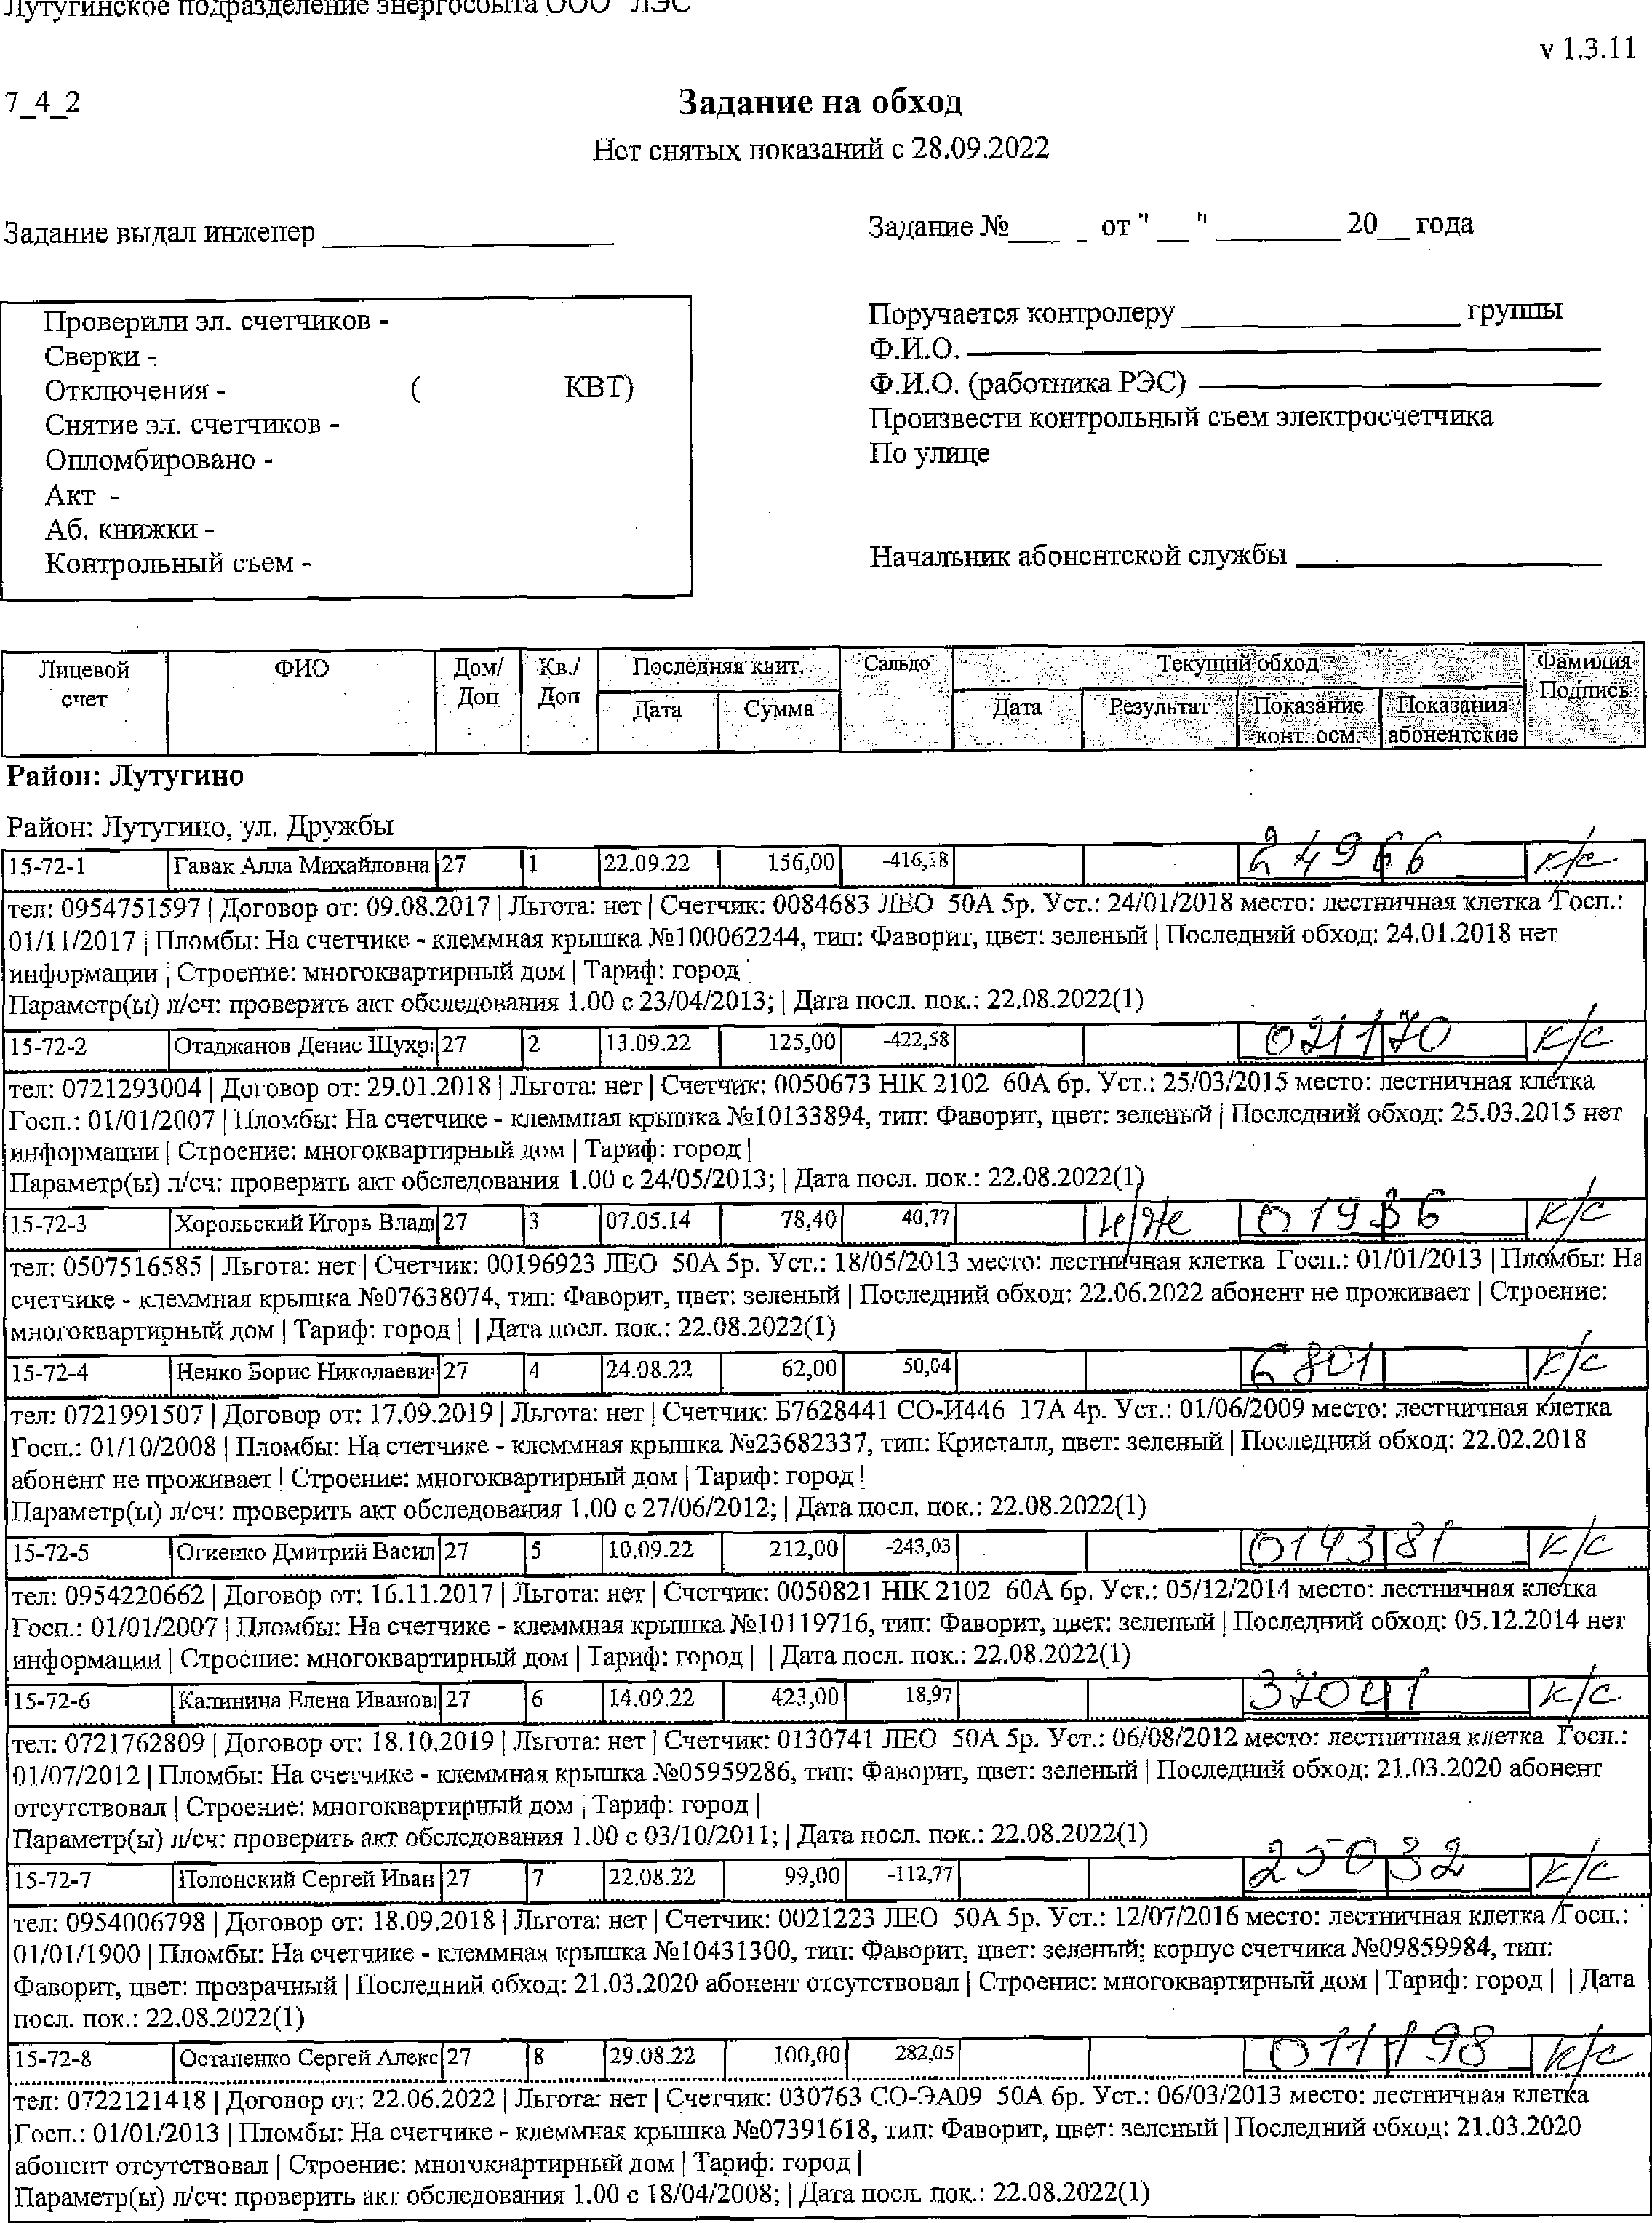 Лутугинское подразделение энергосбыта ООО "ЛЭС"
v 1.3.11
7_4_2
Задание на обход
Нет снятых показаний с 28.09.2022
Задание выдал инженер
Задание №_____ от "__" ________ 20__ года
Проверили эл. счетчиков -
Сверки -
Отключения - ( КВТ)
Снятие эл. счетчиков -
Опломбировано -
Акт -
Аб. книжки -
Контрольный съем -
Поручается контролеру ________ группы
Ф.И.О.
Ф.И.О. (работника РЭС)
Произвести контрольный сьем электросчетчика
По улице
Начальник абонентской службы
Лицевой счет ФИО Дом/Доп Кв./Доп Последняя квит. Сальдо Текущий обход Фамилия Подпись
Дата Сумма Дата Результат Показание конт. осм. Показания абонентские
Район: Лутугино
Район: Лутугино, ул. Дружбы
15-72-1 Гавак Алла Михайловна 27 1 22.09.22 156,00 -416,18 24966 к/с
тел: 0954751597 | Договор от: 09.08.2017 | Льгота: нет | Счетчик: 0084683 ЛЕО 50А 5р. Уст.: 24/01/2018 место: лестничная клетка Госп.:
01/11/2017 | Пломбы: На счетчике - клеммная крышка №100062244, тип: Фаворит, цвет: зеленый | Последний обход: 24.01.2018 нет
информации | Строение: многоквартирный дом | Тариф: город |
Параметр(ы) л/сч: проверить акт обследования 1.00 с 23/04/2013; | Дата посл. пок.: 22.08.2022(1)
15-72-2 Отаджанов Денис Шухр 27 2 13.09.22 125,00 -422,58 021170 к/с
тел: 0721293004 | Договор от: 29.01.2018 | Льгота: нет | Счетчик: 0050673 НІК 2102 60А 6р. Уст.: 25/03/2015 место: лестничная клетка
Госп.: 01/01/2007 | Пломбы: На счетчике - клеммная крышка №10133894, тип: Фаворит, цвет: зеленый | Последний обход: 25.03.2015 нет
информации | Строение: многоквартирный дом | Тариф: город |
Параметр(ы) л/сч: проверить акт обследования 1.00 с 24/05/2013; | Дата посл. пок.: 22.08.2022(1)
15-72-3 Хорольский Игорь Влад 27 3 07.05.14 78,40 40,77 н/ж 01936 к/с
тел: 0507516585 | Льгота: нет | Счетчик: 00196923 ЛЕО 50А 5р. Уст.: 18/05/2013 место: лестничная клетка Госп.: 01/01/2013 | Пломбы: На
счетчике - клеммная крышка №07638074, тип: Фаворит, цвет: зеленый | Последний обход: 22.06.2022 абонент не проживает | Строение:
многоквартирный дом | Тариф: город | | Дата посл. пок.: 22.08.2022(1)
15-72-4 Ненко Борис Николаеви 27 4 24.08.22 62,00 50,04 6801 к/с
тел: 0721991507 | Договор от: 17.09.2019 | Льгота: нет | Счетчик: Б7628441 СО-И446 17А 4р. Уст.: 01/06/2009 место: лестничная клетка
Госп.: 01/10/2008 | Пломбы: На счетчике - клеммная крышка №23682337, тип: Кристалл, цвет: зеленый | Последний обход: 22.02.2018
абонент не проживает | Строение: многоквартирный дом | Тариф: город |
Параметр(ы) л/сч: проверить акт обследования 1.00 с 27/06/2012; | Дата посл. пок.: 22.08.2022(1)
15-72-5 Огиенко Дмитрий Васил 27 5 10.09.22 212,00 -243,03 014381 к/с
тел: 0954220662 | Договор от: 16.11.2017 | Льгота: нет | Счетчик: 0050821 НІК 2102 60А 6р. Уст.: 05/12/2014 место: лестничная клетка
Госп.: 01/01/2007 | Пломбы: На счетчике - клеммная крышка №10119716, тип: Фаворит, цвет: зеленый | Последний обход: 05.12.2014 нет
информации | Строение: многоквартирный дом | Тариф: город | | Дата посл. пок.: 22.08.2022(1)
15-72-6 Калинина Елена Иванов 27 6 14.09.22 423,00 18,97 37041 к/с
тел: 0721762809 | Договор от: 18.10.2019 | Льгота: нет | Счетчик: 0130741 ЛЕО 50А 5р. Уст.: 06/08/2012 место: лестничная клетка Госп.:
01/07/2012 | Пломбы: На счетчике - клеммная крышка №05959286, тип: Фаворит, цвет: зеленый | Последний обход: 21.03.2020 абонент
отсутствовал | Строение: многоквартирный дом | Тариф: город |
Параметр(ы) л/сч: проверить акт обследования 1.00 с 03/10/2011; | Дата посл. пок.: 22.08.2022(1)
15-72-7 Полонский Сергей Иван 27 7 22.08.22 99,00 -112,77 25032 к/с
тел: 0954006798 | Договор от: 18.09.2018 | Льгота: нет | Счетчик: 0021223 ЛЕО 50А 5р. Уст.: 12/07/2016 место: лестничная клетка Госп.:
01/01/1900 | Пломбы: На счетчике - клеммная крышка №10431300, тип: Фаворит, цвет: зеленый; корпус счетчика №09859984, тип:
Фаворит, цвет: прозрачный | Последний обход: 21.03.2020 абонент отсутствовал | Строение: многоквартирный дом | Тариф: город | | Дата
посл. пок.: 22.08.2022(1)
15-72-8 Остапенко Сергей Алекс 27 8 29.08.22 100,00 282,05 011198 к/с
тел: 0722121418 | Договор от: 22.06.2022 | Льгота: нет | Счетчик: 030763 СО-ЭА09 50А 6р. Уст.: 06/03/2013 место: лестничная клетка
Госп.: 01/01/2013 | Пломбы: На счетчике - клеммная крышка №07391618, тип: Фаворит, цвет: зеленый | Последний обход: 21.03.2020
абонент отсутствовал | Строение: многоквартирный дом | Тариф: город |
Параметр(ы) л/сч: проверить акт обследования 1.00 с 18/04/2008; | Дата посл. пок.: 22.08.2022(1)